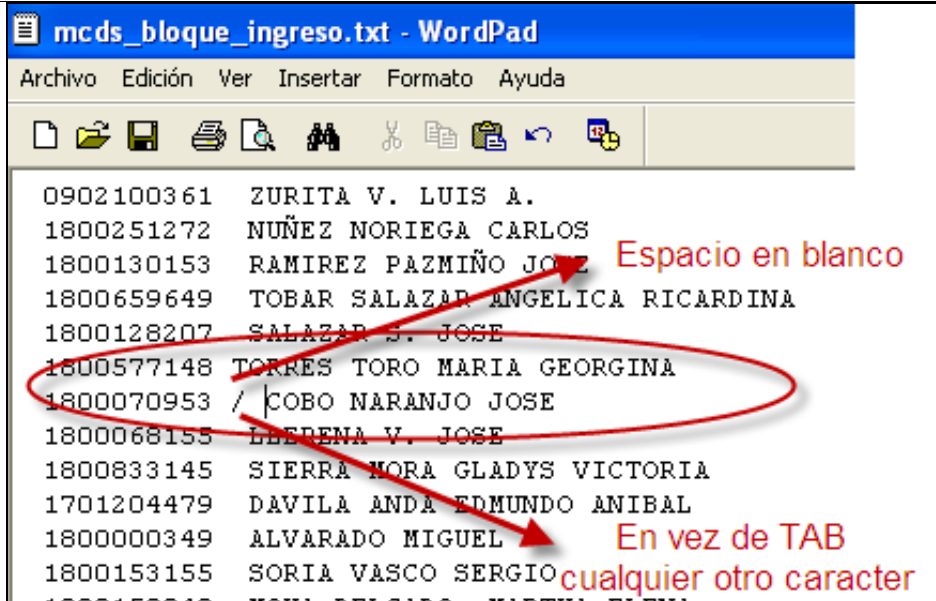 mcds_bloque_ingreso.txt - WordPad
Archivo Edición Ver Insertar Formato Ayuda
0902100361 ZURITA V. LUIS A.
1800251272 NUÑEZ NORIEGA CARLOS
1800130153 RAMIREZ PAZMIÑO JOSE
Espacio en blanco
1800659649 TOBAR SALAZAR ANGELICA RICARDINA
1800128207 SALAZAR S. JOSE
1800577148 TORRES TORO MARIA GEORGINA
1800070953 / COBO NARANJO JOSE
1800068155 LLERENA V. JOSE
1800833145 SIERRA MORA GLADYS VICTORIA
1701204479 DAVILA ANDA EDMUNDO ANIBAL
1800000349 ALVARADO MIGUEL
En vez de TAB
1800153155 SORIA VASCO SERGIO
cualquier otro caracter